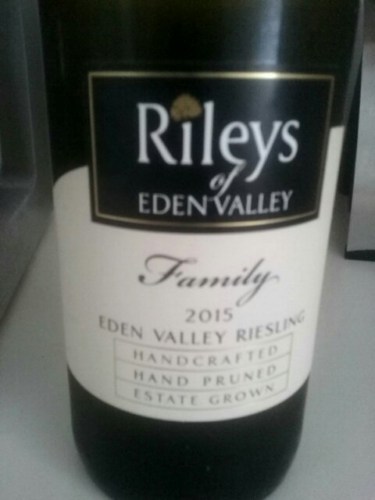 Rileys
of
EDEN VALLEY
Family
2015
EDEN VALLEY RIESLING
HANDCRAFTED
HAND PRUNED
ESTATE GROWN